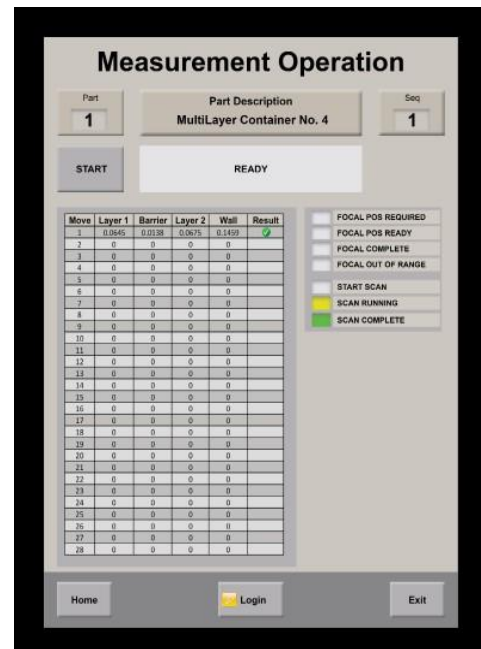 Measurement Operation
Part
1
Part Description
MultiLayer Container No. 4
Seq
1
START
READY
Move Layer 1 Barrier Layer 2 Wall Result
1 0.0645 0.0138 0.0675 0.1459
2 0 0 0 0
3 0 0 0 0
4 0 0 0 0
5 0 0 0 0
6 0 0 0 0
7 0 0 0 0
8 0 0 0 0
9 0 0 0 0
10 0 0 0 0
11 0 0 0 0
12 0 0 0 0
13 0 0 0 0
14 0 0 0 0
15 0 0 0 0
16 0 0 0 0
17 0 0 0 0
18 0 0 0 0
19 0 0 0 0
20 0 0 0 0
21 0 0 0 0
22 0 0 0 0
23 0 0 0 0
24 0 0 0 0
25 0 0 0 0
26 0 0 0 0
27 0 0 0 0
28 0 0 0 0
FOCAL POS REQUIRED
FOCAL POS READY
FOCAL COMPLETE
FOCAL OUT OF RANGE
START SCAN
SCAN RUNNING
SCAN COMPLETE
Home
Login
Exit